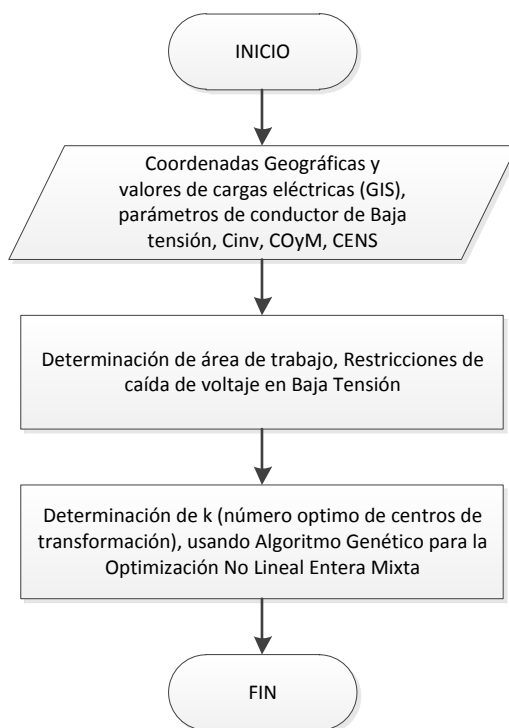 INICIO
Coordenadas Geográficas y
valores de cargas eléctricas (GIS),
parámetros de conductor de Baja
tensión, Cinv, COyM, CENS
Determinación de área de trabajo, Restricciones de
caída de voltaje en Baja Tensión
Determinación de k (número optimo de centros de
transformación), usando Algoritmo Genético para la
Optimización No Lineal Entera Mixta
FIN